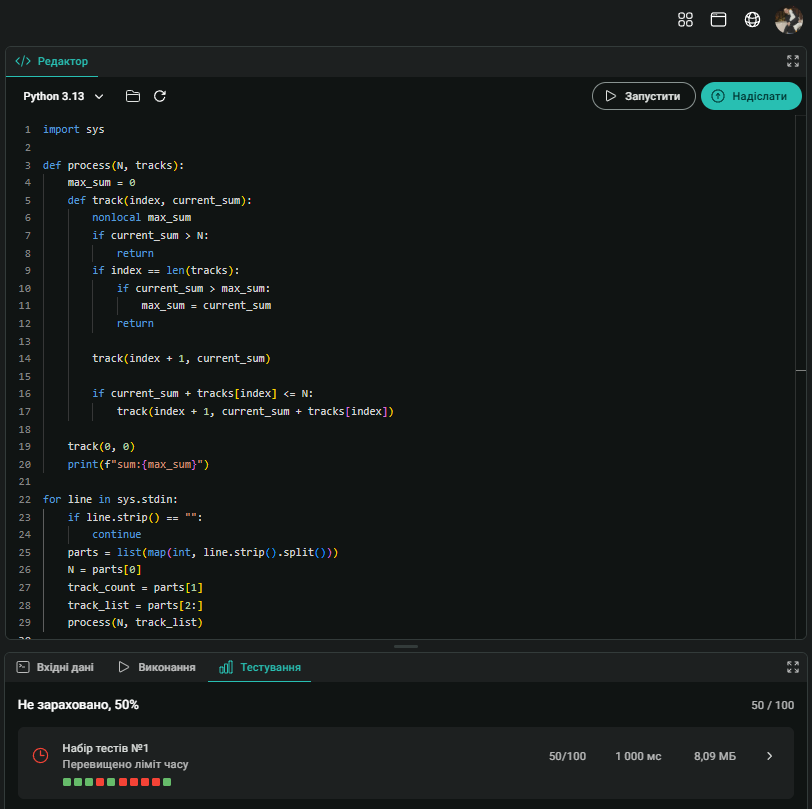 </> Редактор
Python 3.13
Запустити
Надіслати
1 import sys
2
3 def process(N, tracks):
4     max_sum = 0
5     def track(index, current_sum):
6         nonlocal max_sum
7         if current_sum > N:
8             return
9         if index == len(tracks):
10             if current_sum > max_sum:
11                 max_sum = current_sum
12             return
13
14         track(index + 1, current_sum)
15
16         if current_sum + tracks[index] <= N:
17             track(index + 1, current_sum + tracks[index])
18
19     track(0, 0)
20     print(f"sum:{max_sum}")
21
22 for line in sys.stdin:
23     if line.strip() == "":
24         continue
25     parts = list(map(int, line.strip().split()))
26     N = parts[0]
27     track_count = parts[1]
28     track_list = parts[2:]
29     process(N, track_list)
30
Вхідні дані
Виконання
Тестування
Не зараховано, 50%
50 / 100
Набір тестів №1
Перевищено ліміт часу
50/100
1 000 мс
8,09 МБ